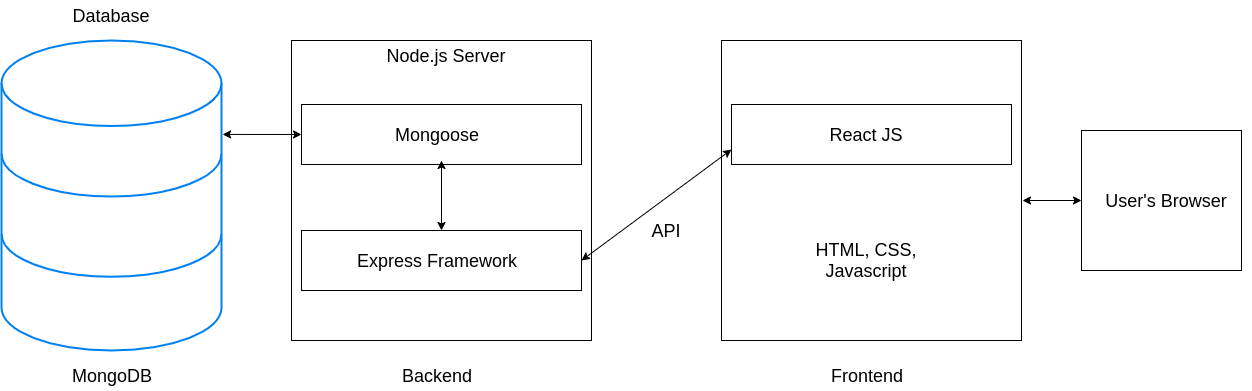 Database
MongoDB
Node.js Server
Mongoose
Express Framework
Backend
API
React JS
HTML, CSS,
Javascript
Frontend
User's Browser